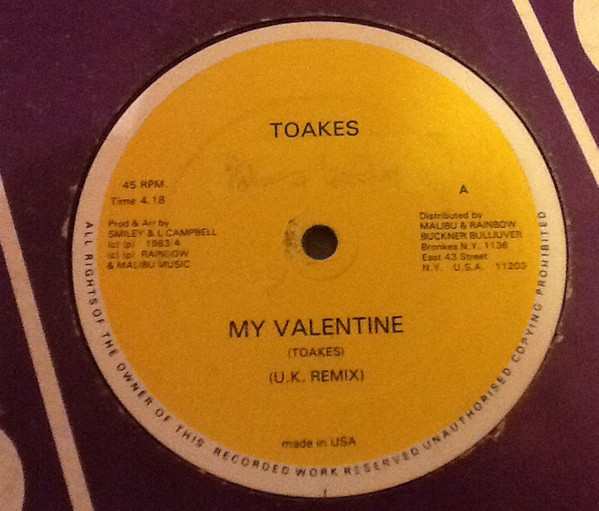 TOAKES
45 RPM.
Time 4.18
A
Prod & Arr by
SMILEY & L CAMPBELL
(c) (p) 1983/4
(c) (p) RAINBOW
& MALIBU MUSIC
Distributed by
MALIBU & RAINBOW
BUCKNER BULLIUVER
Bronkes N.Y. 1136
East 43 Street
N.Y. U.S.A. 11203
MY VALENTINE
(TOAKES)
(U.K. REMIX)
made in USA
ALL RIGHTS OF THE OWNER OF THIS RECORDED WORK RESERVED UNAUTHORISED COPYING PROHIBITED